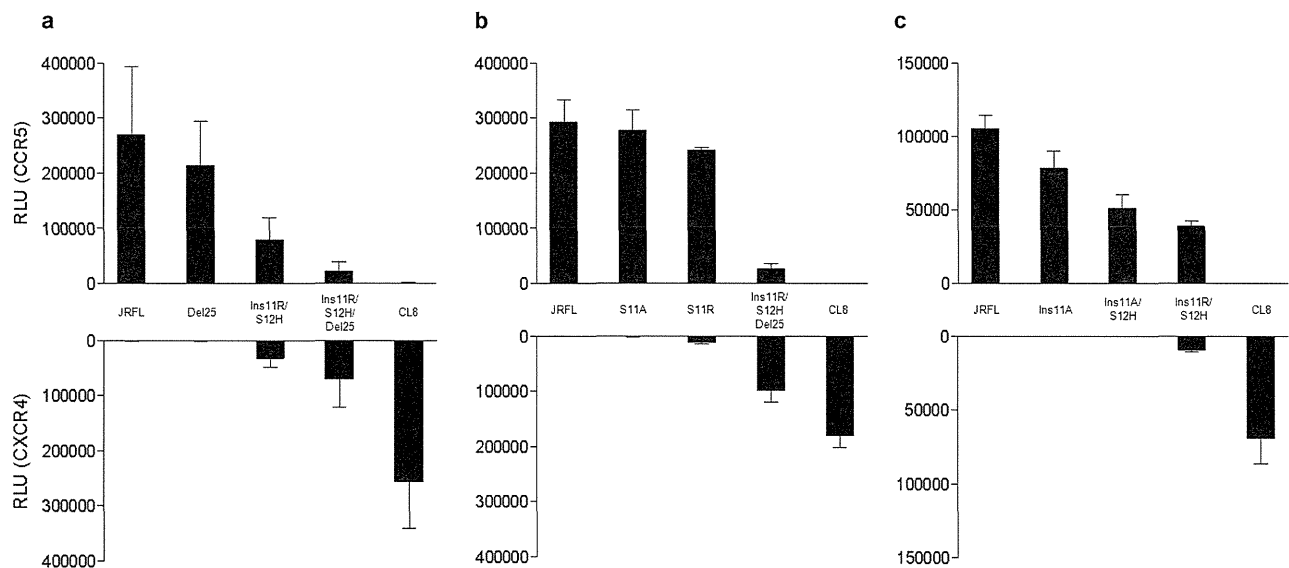 a
RLU (CCR5)
400000
300000
200000
100000
0
JRFL
Del25
Ins11R/
S12H
Ins11R/
S12H/
Del25
CL8
RLU (CXCR4)
0
100000
200000
300000
400000
b
400000
300000
200000
100000
0
JRFL
S11A
S11R
Ins11R/
S12H
Del25
CL8
0
100000
200000
300000
400000
c
150000
100000
50000
0
JRFL
Ins11A
Ins11A/
S12H
Ins11R/
S12H
CL8
0
50000
100000
150000